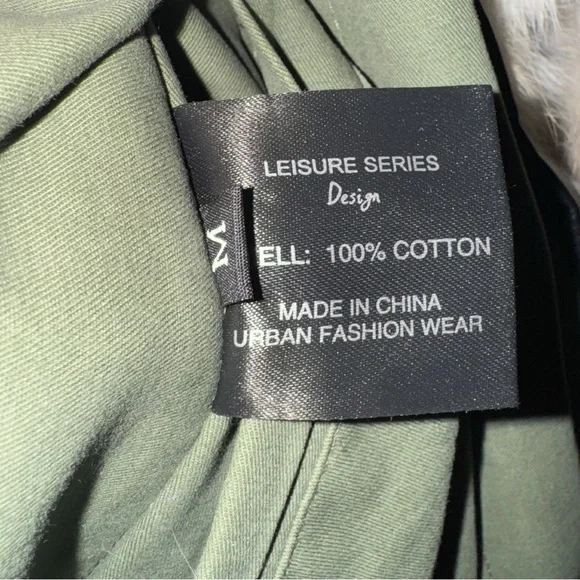 LEISURE SERIES
Design
M
ELL: 100% COTTON
MADE IN CHINA
URBAN FASHION WEAR